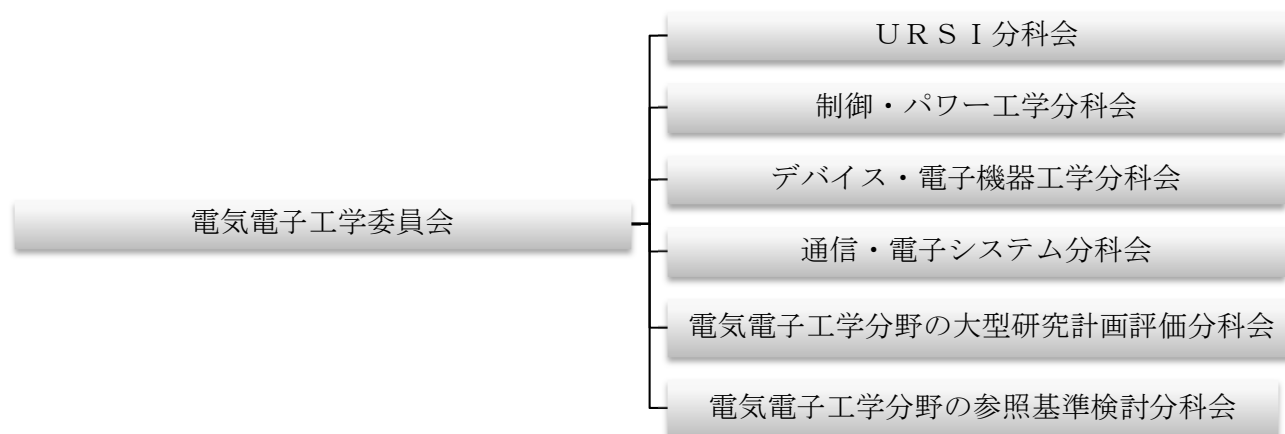 電気電子工学委員会
ＵＲＳＩ分科会
制御・パワー工学分科会
デバイス・電子機器工学分科会
通信・電子システム分科会
電気電子工学分野の大型研究計画評価分科会
電気電子工学分野の参照基準検討分科会